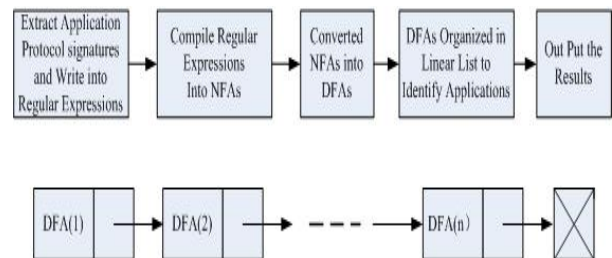 Extract Application
Protocol signatures
and Write into
Regular Expressions
Compile Regular
Expressions
Into NFAs
Converted
NFAs into
DFAs
DFAs Organized in
Linear List to
Identify Applications
Out Put the
Results
DFA(1)
DFA(2)
DFA(n)